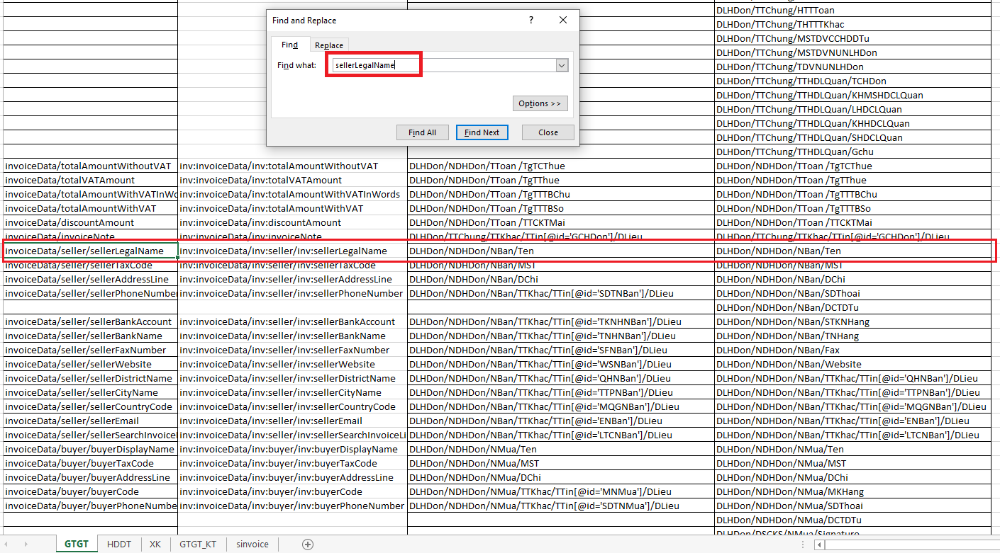 DLHDon/TTChung/HTTToan
Find and Replace ? ×
DLHDon/TTChung/THTTTKhac
DLHDon/TTChung/MSTDVCCHDDTu
Find Replace
DLHDon/TTChung/MSTDVNUNLHDon
Find what: sellerLegalName
DLHDon/TTChung/TDVNUNLHDon
DLHDon/TTChung/TTHDLQuan/TCHDon
DLHDon/TTChung/TTHDLQuan/KHMSHDCLQuan
Options >>
DLHDon/TTChung/TTHDLQuan/LHDCLQuan
DLHDon/TTChung/TTHDLQuan/KHHDCLQuan
Find All Find Next Close
DLHDon/TTChung/TTHDLQuan/SHDCLQuan
DLHDon/TTChung/TTHDLQuan/Gchu
invoiceData/totalAmountWithoutVAT inv:invoiceData/inv:totalAmountWithoutVAT DLHDon/NDHDon/TToan /TgTCThue DLHDon/NDHDon/TToan /TgTCThue
invoiceData/totalVATAmount inv:invoiceData/inv:totalVATAmount DLHDon/NDHDon/TToan /TgTThue DLHDon/NDHDon/TToan /TgTThue
invoiceData/totalAmountWithVATInWo inv:invoiceData/inv:totalAmountWithVATInWords DLHDon/NDHDon/TToan /TgTTTBChu DLHDon/NDHDon/TToan /TgTTTBChu
invoiceData/totalAmountWithVAT inv:invoiceData/inv:totalAmountWithVAT DLHDon/NDHDon/TToan /TgTTTBSo DLHDon/NDHDon/TToan /TgTTTBSo
invoiceData/discountAmount inv:invoiceData/inv:discountAmount DLHDon/NDHDon/TToan /TTCKTMai DLHDon/NDHDon/TToan /TTCKTMai
invoiceData/invoiceNote inv:invoiceData/inv:invoiceNote DLHDon/TTChung/TTKhac/TTin[@id='GCHDon']/DLieu DLHDon/TTChung/TTKhac/TTin[@id='GCHDon']/DLieu
invoiceData/seller/sellerLegalName inv:invoiceData/inv:seller/inv:sellerLegalName DLHDon/NDHDon/NBan/Ten DLHDon/NDHDon/NBan/Ten
invoiceData/seller/sellerTaxCode inv:invoiceData/inv:seller/inv:sellerTaxCode DLHDon/NDHDon/NBan/MST DLHDon/NDHDon/NBan/MST
invoiceData/seller/sellerAddressLine inv:invoiceData/inv:seller/inv:sellerAddressLine DLHDon/NDHDon/NBan/DChi DLHDon/NDHDon/NBan/DChi
invoiceData/seller/sellerPhoneNumber inv:invoiceData/inv:seller/inv:sellerPhoneNumber DLHDon/NDHDon/NBan/TTKhac/TTin[@id='SDTNBan']/DLieu DLHDon/NDHDon/NBan/SDThoai
DLHDon/NDHDon/NBan/DCTDTu
invoiceData/seller/sellerBankAccount inv:invoiceData/inv:seller/inv:sellerBankAccount DLHDon/NDHDon/NBan/TTKhac/TTin[@id='TKNHNBan']/DLieu DLHDon/NDHDon/NBan/STKNHang
invoiceData/seller/sellerBankName inv:invoiceData/inv:seller/inv:sellerBankName DLHDon/NDHDon/NBan/TTKhac/TTin[@id='TNHNBan']/DLieu DLHDon/NDHDon/NBan/TNHang
invoiceData/seller/sellerFaxNumber inv:invoiceData/inv:seller/inv:sellerFaxNumber DLHDon/NDHDon/NBan/TTKhac/TTin[@id='SFNBan']/DLieu DLHDon/NDHDon/NBan/Fax
invoiceData/seller/sellerWebsite inv:invoiceData/inv:seller/inv:sellerWebsite DLHDon/NDHDon/NBan/TTKhac/TTin[@id='WSNBan']/DLieu DLHDon/NDHDon/NBan/Website
invoiceData/seller/sellerDistrictName inv:invoiceData/inv:seller/inv:sellerDistrictName DLHDon/NDHDon/NBan/TTKhac/TTin[@id='QHNBan']/DLieu DLHDon/NDHDon/NBan/TTKhac/TTin[@id='QHNBan']/DLieu
invoiceData/seller/sellerCityName inv:invoiceData/inv:seller/inv:sellerCityName DLHDon/NDHDon/NBan/TTKhac/TTin[@id='TTPNBan']/DLieu DLHDon/NDHDon/NBan/TTKhac/TTin[@id='TTPNBan']/DLieu
invoiceData/seller/sellerCountryCode inv:invoiceData/inv:seller/inv:sellerCountryCode DLHDon/NDHDon/NBan/TTKhac/TTin[@id='MQGNBan']/DLieu DLHDon/NDHDon/NBan/TTKhac/TTin[@id='MQGNBan']/DLieu
invoiceData/seller/sellerEmail inv:invoiceData/inv:seller/inv:sellerEmail DLHDon/NDHDon/NBan/TTKhac/TTin[@id='ENBan']/DLieu DLHDon/NDHDon/NBan/TTKhac/TTin[@id='ENBan']/DLieu
invoiceData/seller/sellerSearchInvoiceI inv:invoiceData/inv:seller/inv:sellerSearchInvoiceLi DLHDon/NDHDon/NBan/TTKhac/TTin[@id='LTCNBan']/DLieu DLHDon/NDHDon/NBan/TTKhac/TTin[@id='LTCNBan']/DLieu
invoiceData/buyer/buyerDisplayName inv:invoiceData/inv:buyer/inv:buyerDisplayName DLHDon/NDHDon/NMua/Ten DLHDon/NDHDon/NMua/Ten
invoiceData/buyer/buyerTaxCode inv:invoiceData/inv:buyer/inv:buyerTaxCode DLHDon/NDHDon/NMua/MST DLHDon/NDHDon/NMua/MST
invoiceData/buyer/buyerAddressLine inv:invoiceData/inv:buyer/inv:buyerAddressLine DLHDon/NDHDon/NMua/DChi DLHDon/NDHDon/NMua/DChi
invoiceData/buyer/buyerCode inv:invoiceData/inv:buyer/inv:buyerCode DLHDon/NDHDon/NMua/TTKhac/TTin[@id='MNMua']/DLieu DLHDon/NDHDon/NMua/MKHang
invoiceData/buyer/buyerPhoneNumbe inv:invoiceData/inv:buyer/inv:buyerPhoneNumber DLHDon/NDHDon/NMua/TTKhac/TTin[@id='SDTNMua']/DLieu DLHDon/NDHDon/NMua/SDThoai
DLHDon/NDHDon/NMua/DCTDTu
DLHDon/DSCKS/NMua/Signature
GTGT HDDT XK GTGT_KT sinvoice